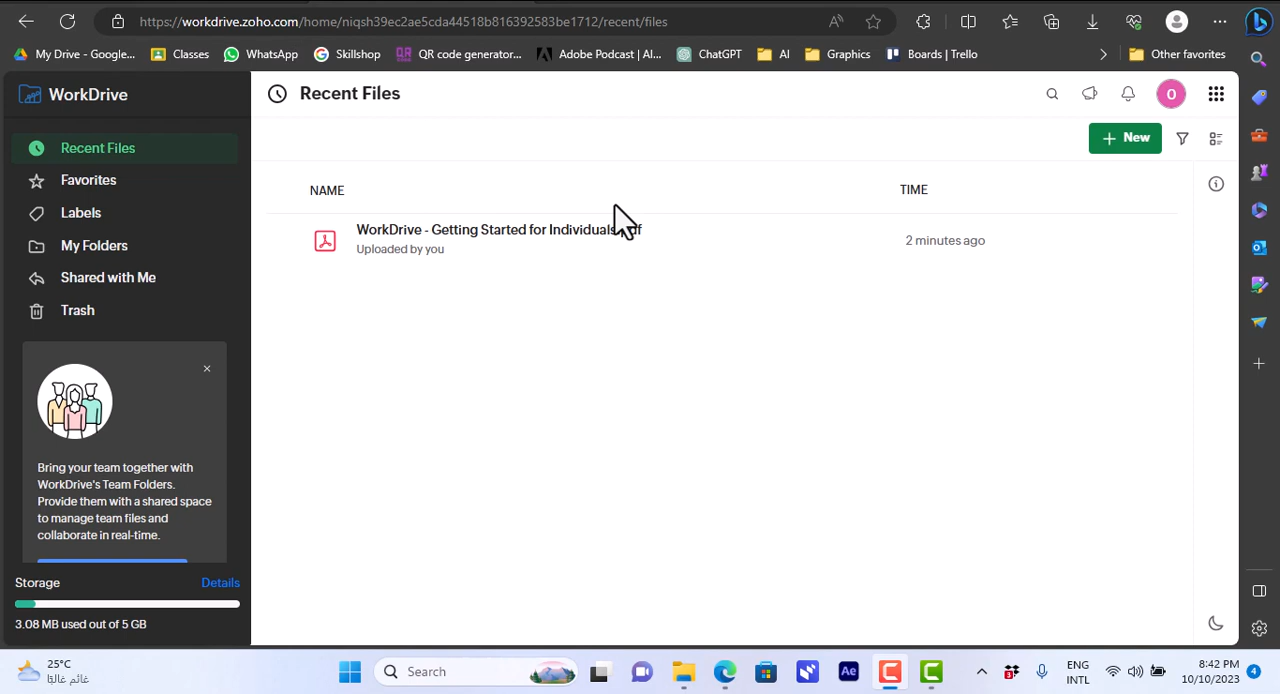 https://workdrive.zoho.com/home/niqsh39ec2ae5cda44518b816392583be1712/recent/files
My Drive - Google...
Classes
WhatsApp
Skillshop
QR code generator...
Adobe Podcast | AI...
ChatGPT
AI
Graphics
Boards | Trello
Other favorites
WorkDrive
Recent Files
Favorites
Labels
My Folders
Shared with Me
Trash
Bring your team together with
WorkDrive's Team Folders.
Provide them with a shared space
to manage team files and
collaborate in real-time.
Storage
Details
3.08 MB used out of 5 GB
Recent Files
O
New
NAME
TIME
WorkDrive - Getting Started for Individuals
Uploaded by you
2 minutes ago
25°C
غائم غالبًا
Search
Ae
3
ENG
INTL
8:42 PM
10/10/2023
4